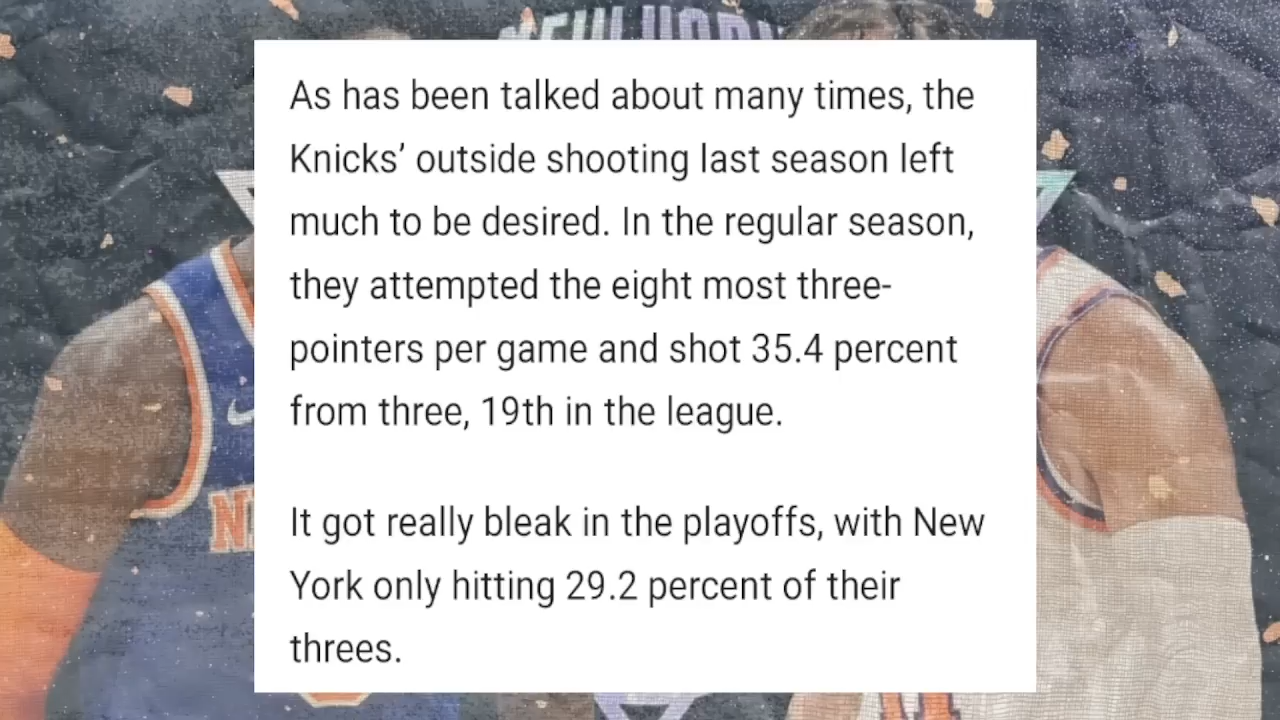 As has been talked about many times, the
Knicks’ outside shooting last season left
much to be desired. In the regular season,
they attempted the eight most three-
pointers per game and shot 35.4 percent
from three, 19th in the league.
It got really bleak in the playoffs, with New
York only hitting 29.2 percent of their
threes.